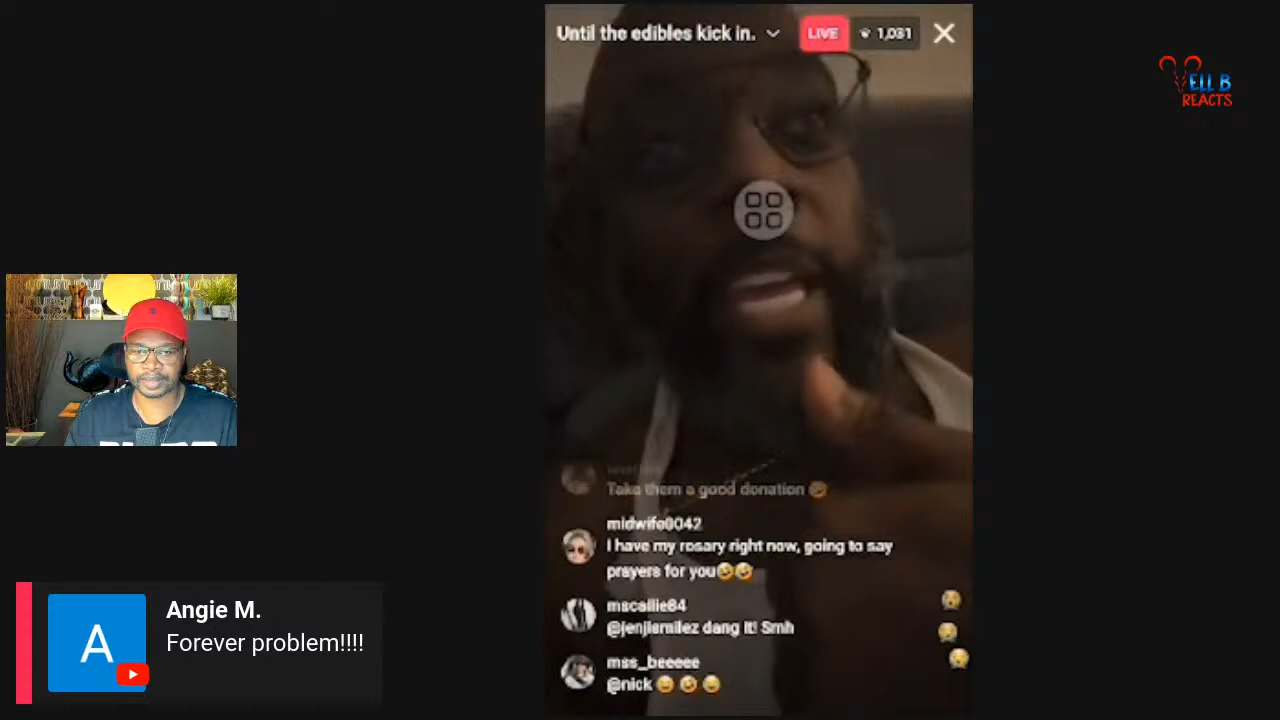 Until the edibles kick in.
LIVE
1,031
ELL B
REACTS
Take them a good donation 🤣
midwife0042
I have my rosary right now, going to say
prayers for you🤣🤣
mscallie84
@jenjismilez dang it! Smh
mss_beeeee
@nick 😄 🤣 😄
A
Angie M.
Forever problem!!!!